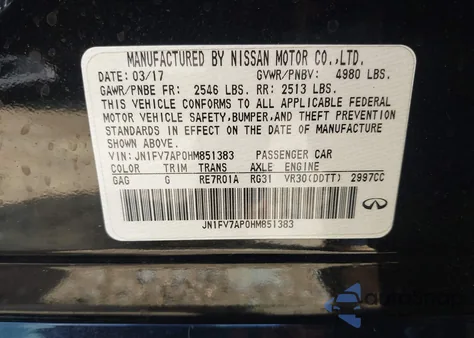 MANUFACTURED BY NISSAN MOTOR CO.,LTD.
DATE: 03/17 GVWR/PNBV: 4980 LBS.
GAWR/PNBE FR: 2546 LBS. RR: 2513 LBS.
THIS VEHICLE CONFORMS TO ALL APPLICABLE FEDERAL
MOTOR VEHICLE SAFETY, BUMPER, AND THEFT PREVENTION
STANDARDS IN EFFECT ON THE DATE OF MANUFACTURE
SHOWN ABOVE.
VIN: JN1FV7AP0HM851383 PASSENGER CAR
COLOR TRIM TRANS AXLE ENGINE
GAG G RE7R01A RG31 VR30(DDTT) 2997CC
JN1FV7AP0HM851383